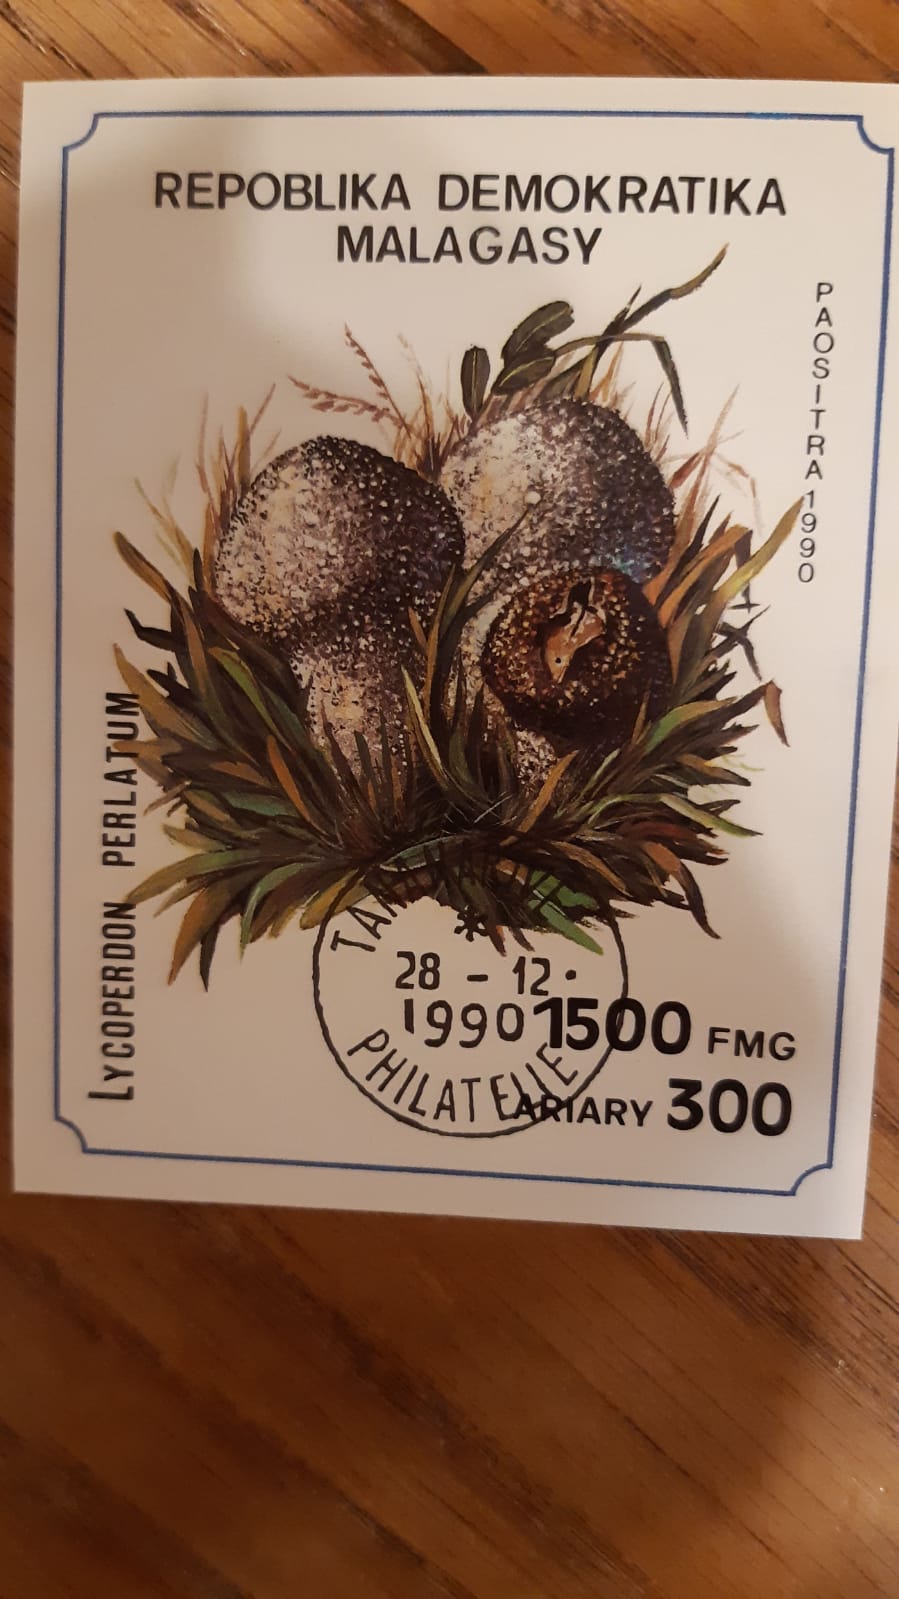 REPOBLIKA DEMOKRATIKA
MALAGASY
PAOSITRA 1990
LYCOPERDON PERLATUM
28 - 12.
1990
PHILATELIE
1500 FMG
ARIARY 300